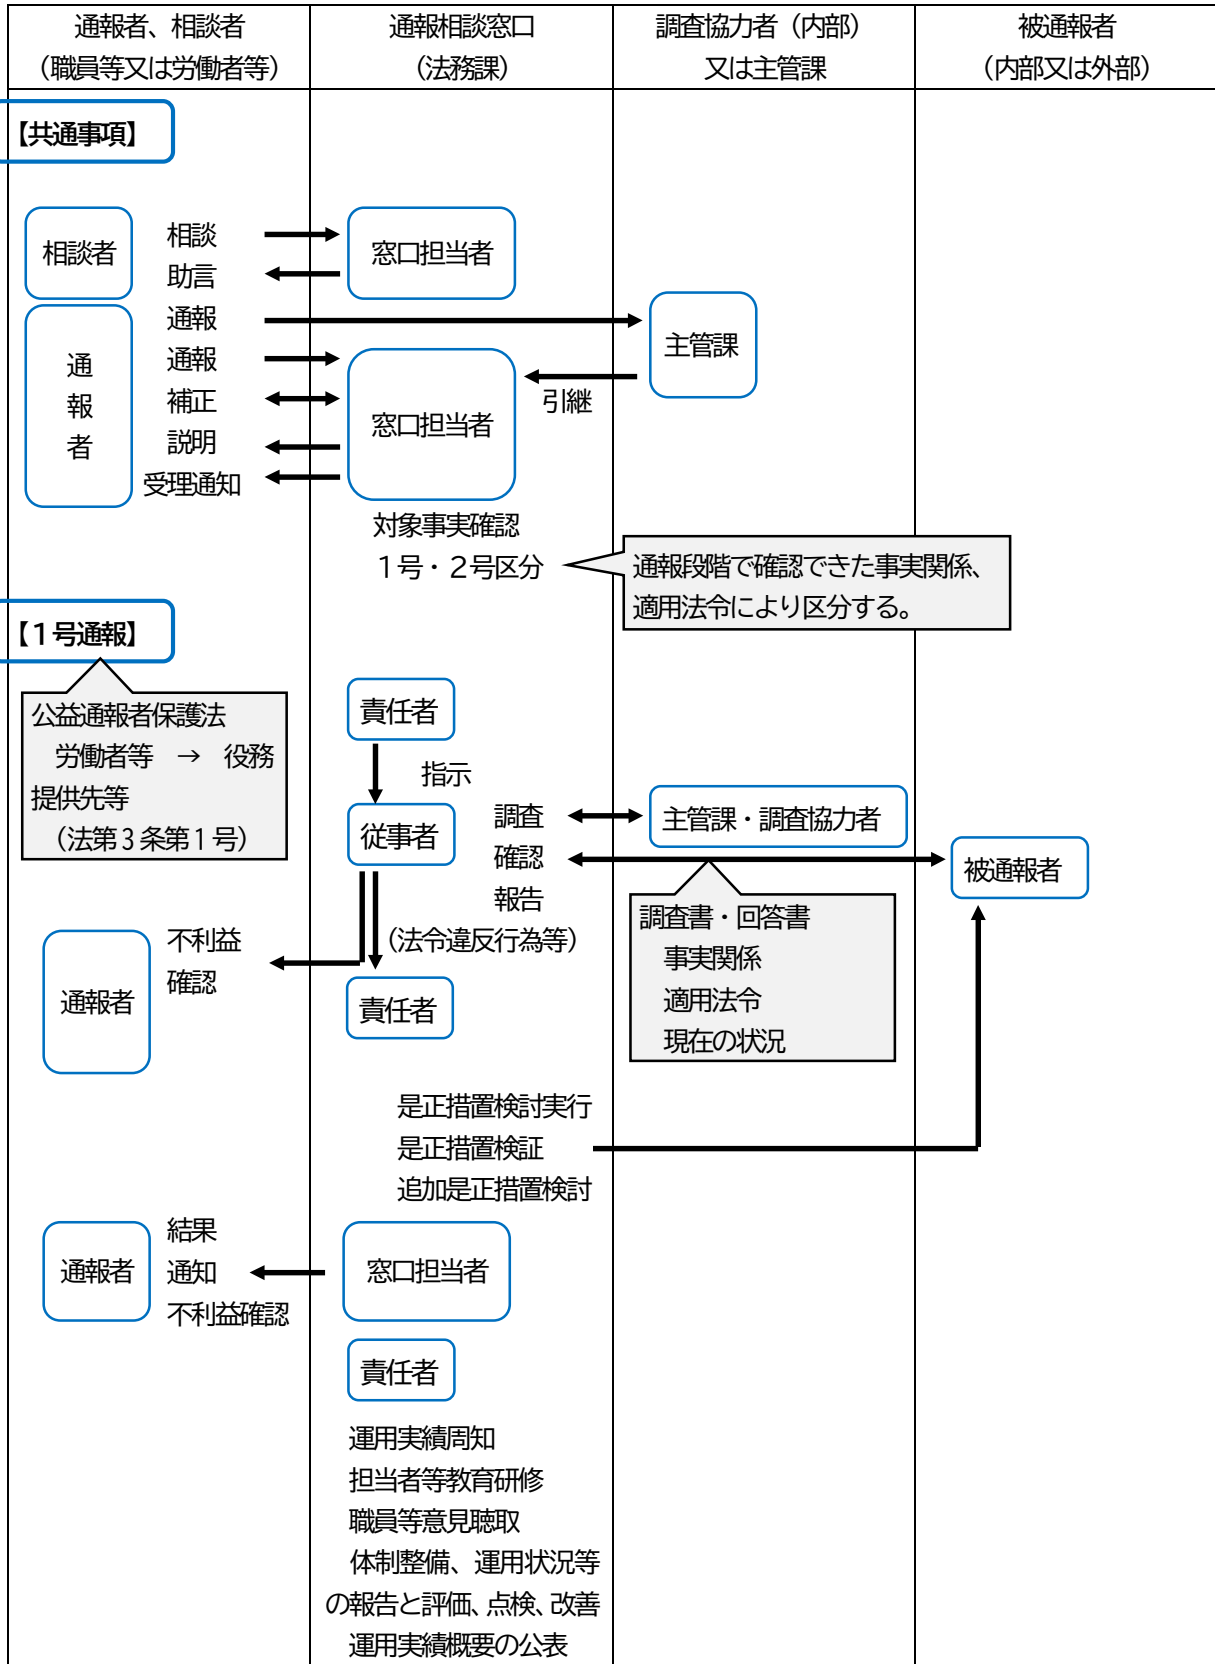 通報者、相談者
（職員等又は労働者等）
通報相談窓口
（法務課）
調査協力者（内部）
又は主管課
被通報者
（内部又は外部）
【共通事項】
相談者
相談
助言
窓口担当者
通報者
通報
通報
補正
説明
受理通知
窓口担当者
主管課
引継
対象事実確認
１号・２号区分
通報段階で確認できた事実関係、
適用法令により区分する。
【１号通報】
公益通報者保護法
労働者等　→　役務
提供先等
（法第３条第１号）
責任者
指示
従事者
調査
確認
報告
（法令違反行為等）
主管課・調査協力者
被通報者
調査書・回答書
事実関係
適用法令
現在の状況
通報者
不利益
確認
責任者
是正措置検討実行
是正措置検証
追加是正措置検討
通報者
結果
通知
不利益確認
窓口担当者
責任者
運用実績周知
担当者等教育研修
職員等意見聴取
体制整備、運用状況等
の報告と評価、点検、改善
運用実績概要の公表